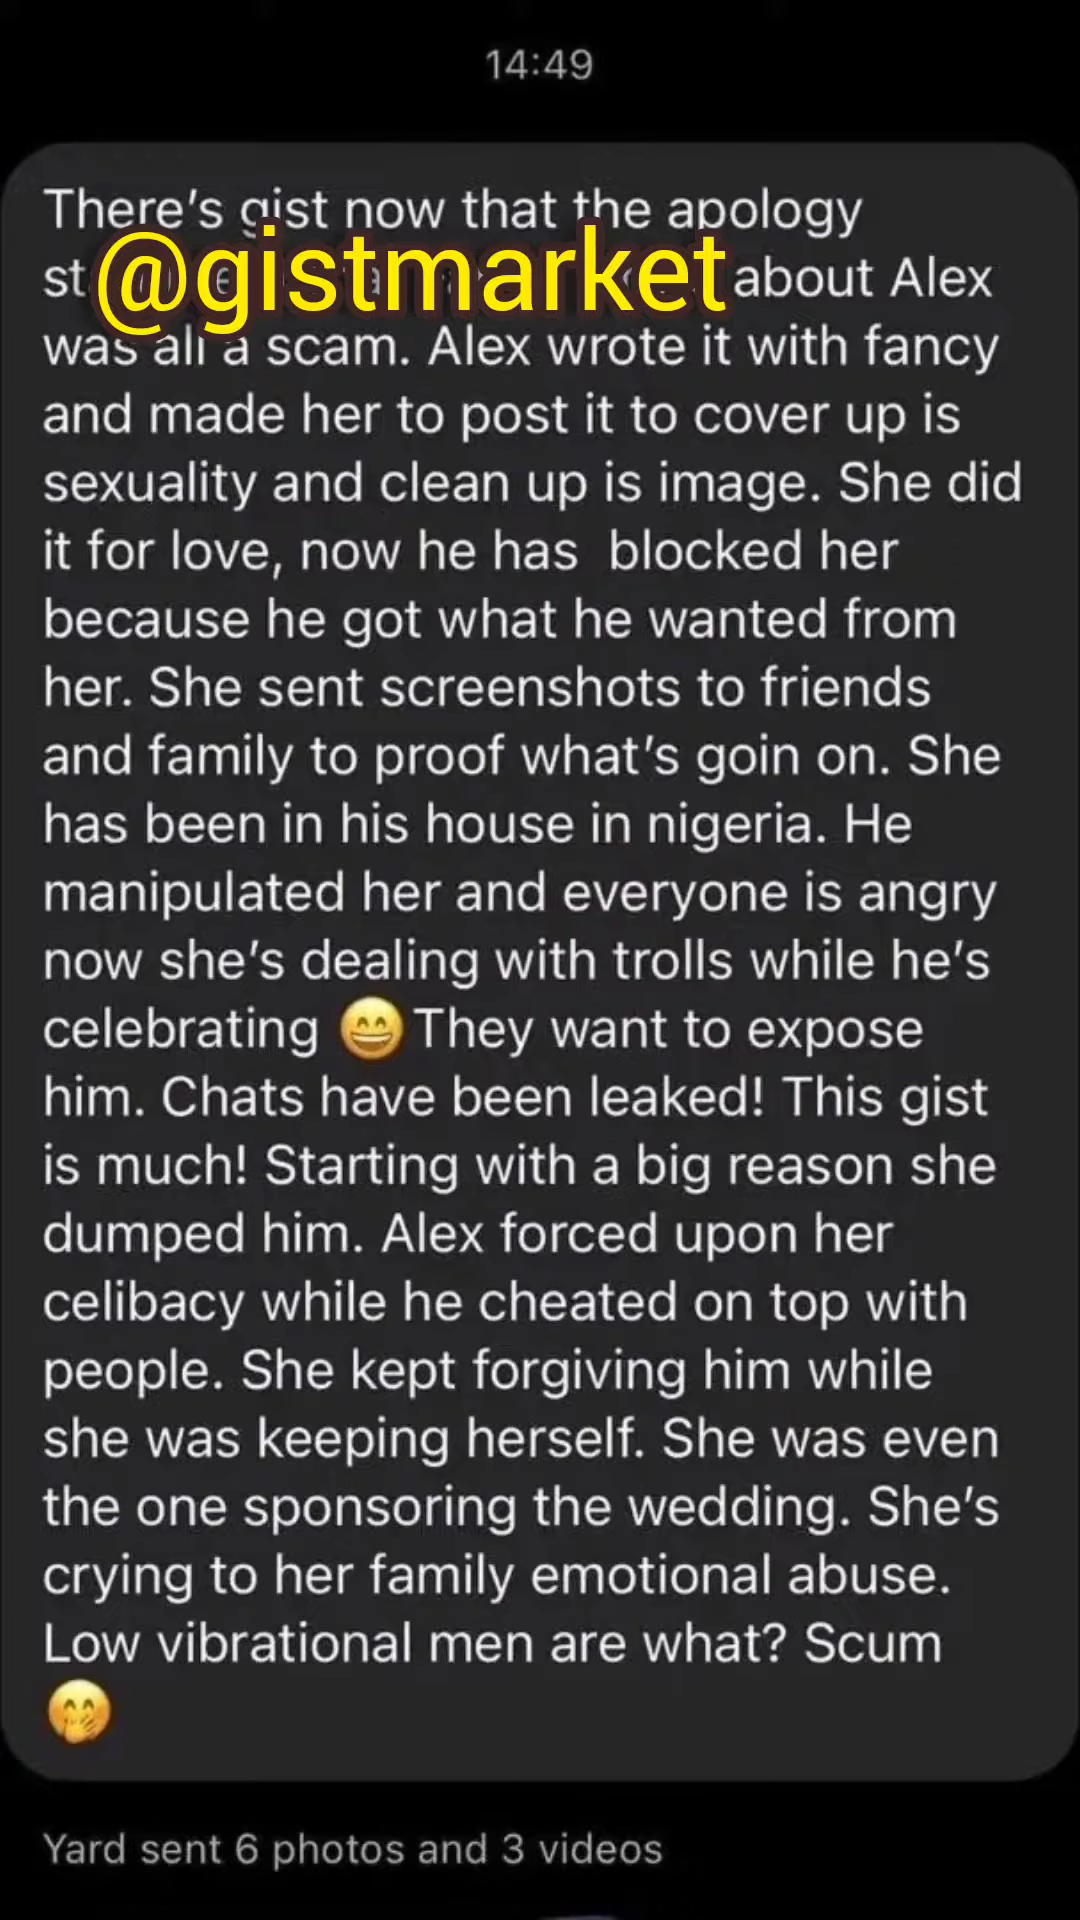 14:49
There's gist now that the apology
@gistmarket
about Alex
was all a scam. Alex wrote it with fancy
and made her to post it to cover up is
sexuality and clean up is image. She did
it for love, now he has  blocked her
because he got what he wanted from
her. She sent screenshots to friends
and family to proof what's goin on. She
has been in his house in nigeria. He
manipulated her and everyone is angry
now she's dealing with trolls while he's
celebrating 😄They want to expose
him. Chats have been leaked! This gist
is much! Starting with a big reason she
dumped him. Alex forced upon her
celibacy while he cheated on top with
people. She kept forgiving him while
she was keeping herself. She was even
the one sponsoring the wedding. She's
crying to her family emotional abuse.
Low vibrational men are what? Scum
🤭
Yard sent 6 photos and 3 videos